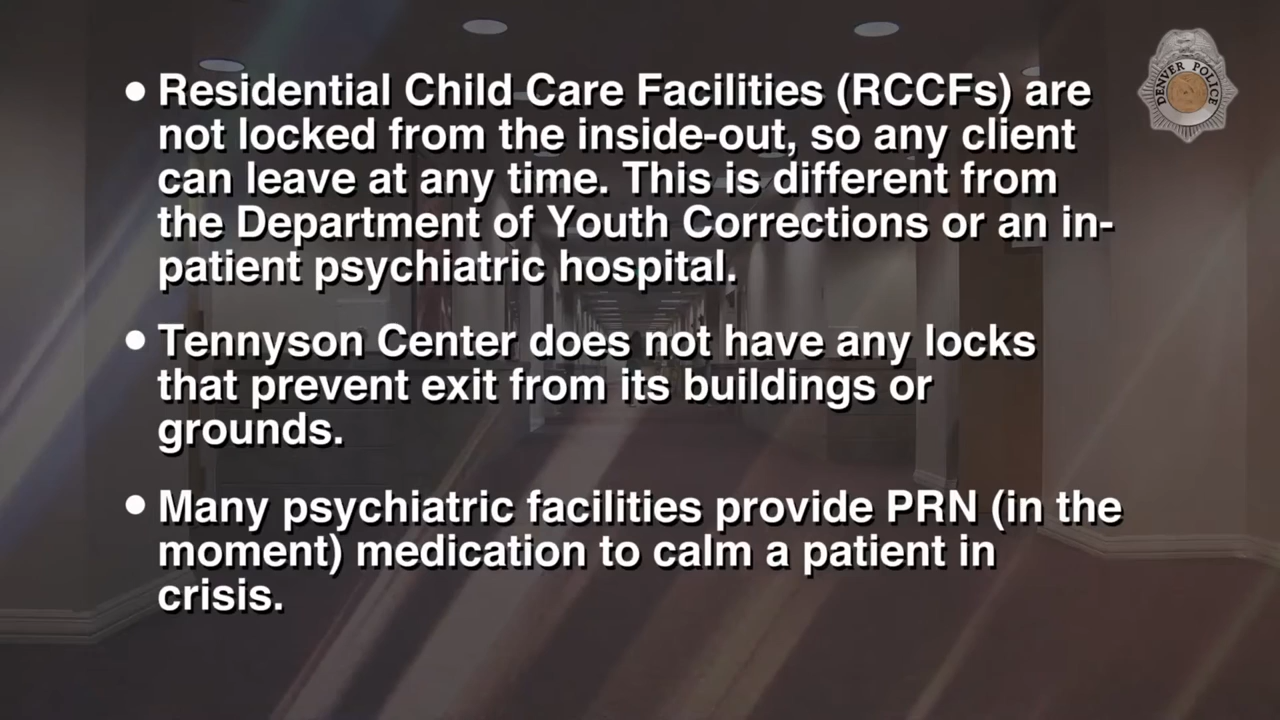 • Residential Child Care Facilities (RCCFs) are
not locked from the inside-out, so any client
can leave at any time. This is different from
the Department of Youth Corrections or an in-
patient psychiatric hospital.
• Tennyson Center does not have any locks
that prevent exit from its buildings or
grounds.
• Many psychiatric facilities provide PRN (in the
moment) medication to calm a patient in
crisis.
DENVER POLICE